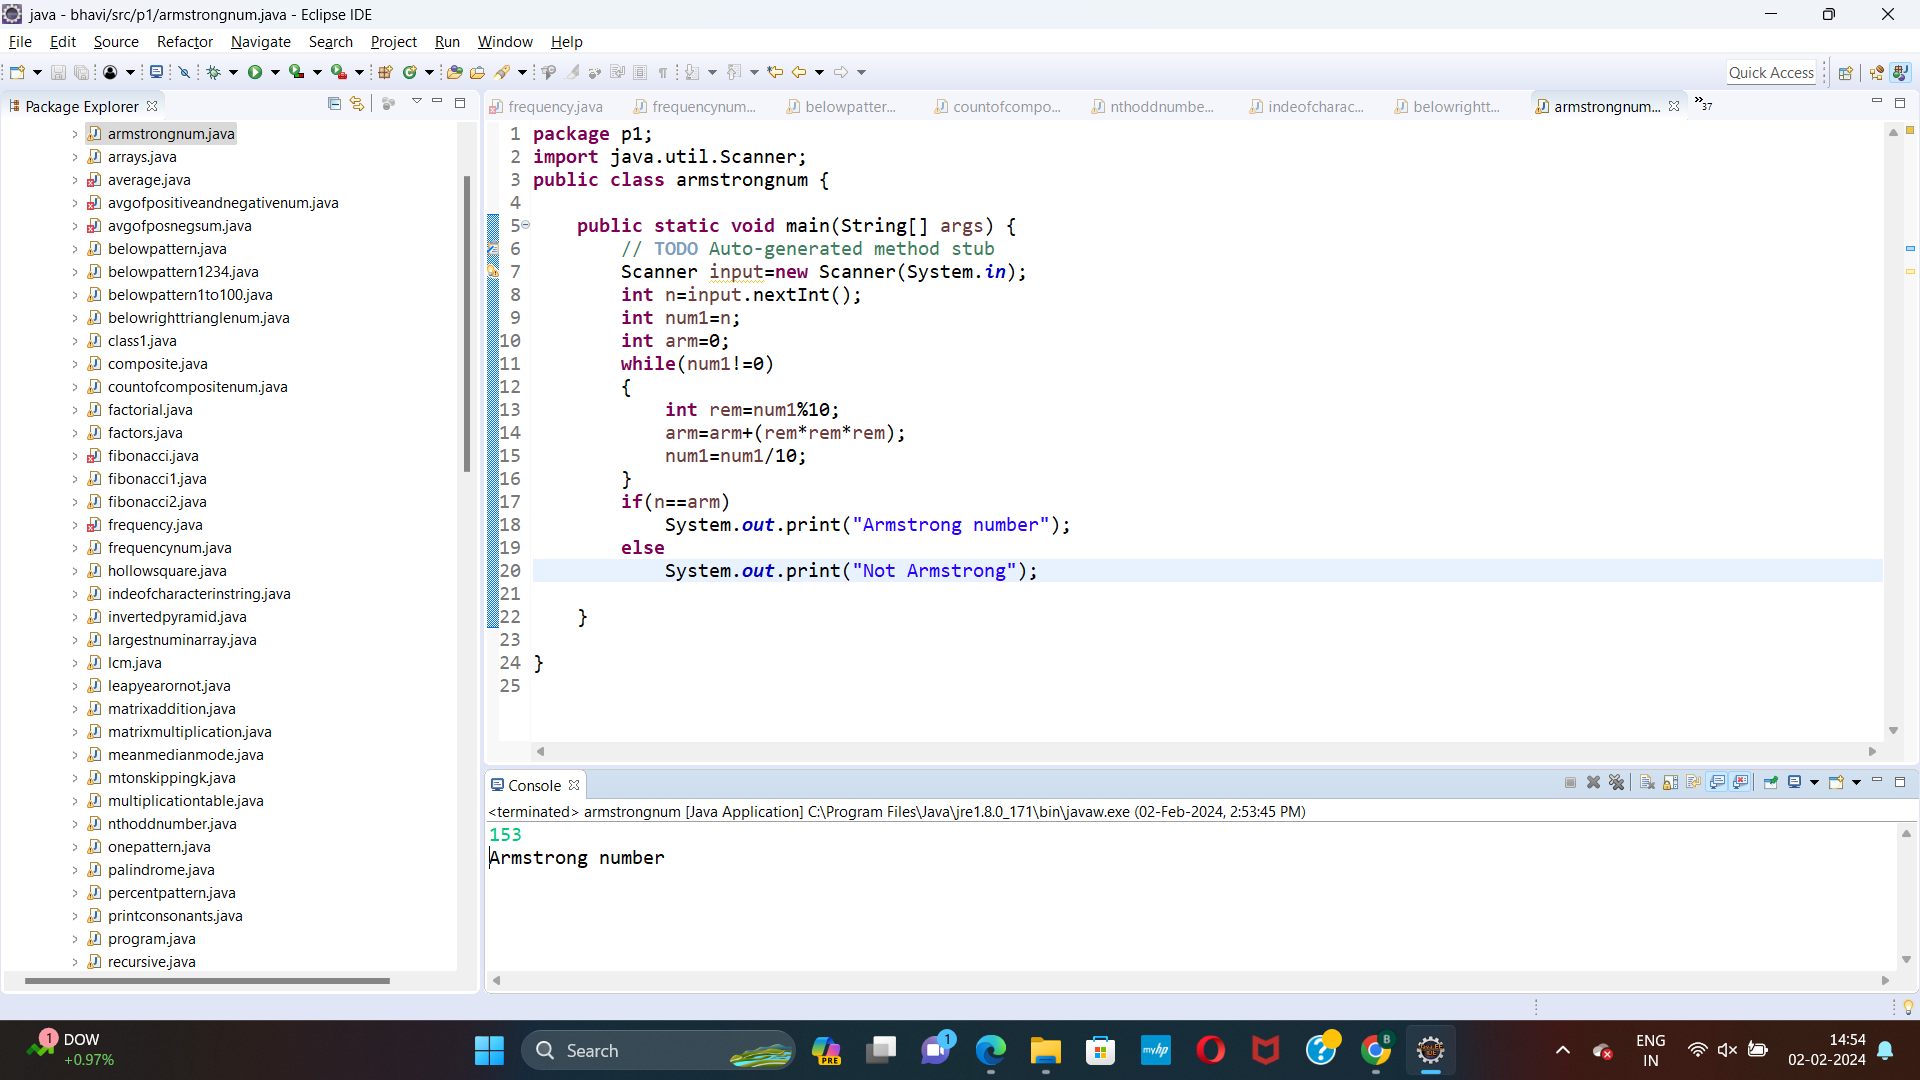 java - bhavi/src/p1/armstrongnum.java - Eclipse IDE
File Edit Source Refactor Navigate Search Project Run Window Help
Quick Access
Package Explorer
armstrongnum.java
arrays.java
average.java
avgofpositiveandnegativenum.java
avgofposnegsum.java
belowpattern.java
belowpattern1234.java
belowpattern1to100.java
belowrighttrianglenum.java
class1.java
composite.java
countofcompositenum.java
factorial.java
factors.java
fibonacci.java
fibonacci1.java
fibonacci2.java
frequency.java
frequencynum.java
hollowsquare.java
indeofcharacterinstring.java
invertedpyramid.java
largestnuminarray.java
lcm.java
leapyearornot.java
matrixaddition.java
matrixmultiplication.java
meanmedianmode.java
mtonskippingk.java
multiplicationtable.java
nthoddnumber.java
onepattern.java
palindrome.java
percentpattern.java
printconsonants.java
program.java
recursive.java
frequency.java frequencynum... belowpatter... countofcompo... nthoddnumbe... indeofcharac... belowrightt... armstrongnum... »37
1 package p1;
2 import java.util.Scanner;
3 public class armstrongnum {
4
5     public static void main(String[] args) {
6         // TODO Auto-generated method stub
7         Scanner input=new Scanner(System.in);
8         int n=input.nextInt();
9         int num1=n;
10         int arm=0;
11         while(num1!=0)
12         {
13             int rem=num1%10;
14             arm=arm+(rem*rem*rem);
15             num1=num1/10;
16         }
17         if(n==arm)
18             System.out.print("Armstrong number");
19         else
20             System.out.print("Not Armstrong");
21
22     }
23
24 }
25
Console
<terminated> armstrongnum [Java Application] C:\Program Files\Java\jre1.8.0_171\bin\javaw.exe (02-Feb-2024, 2:53:45 PM)
153
Armstrong number
1
DOW
+0.97%
Search
PRE
1
myhp
B
ENG
IN
14:54
02-02-2024